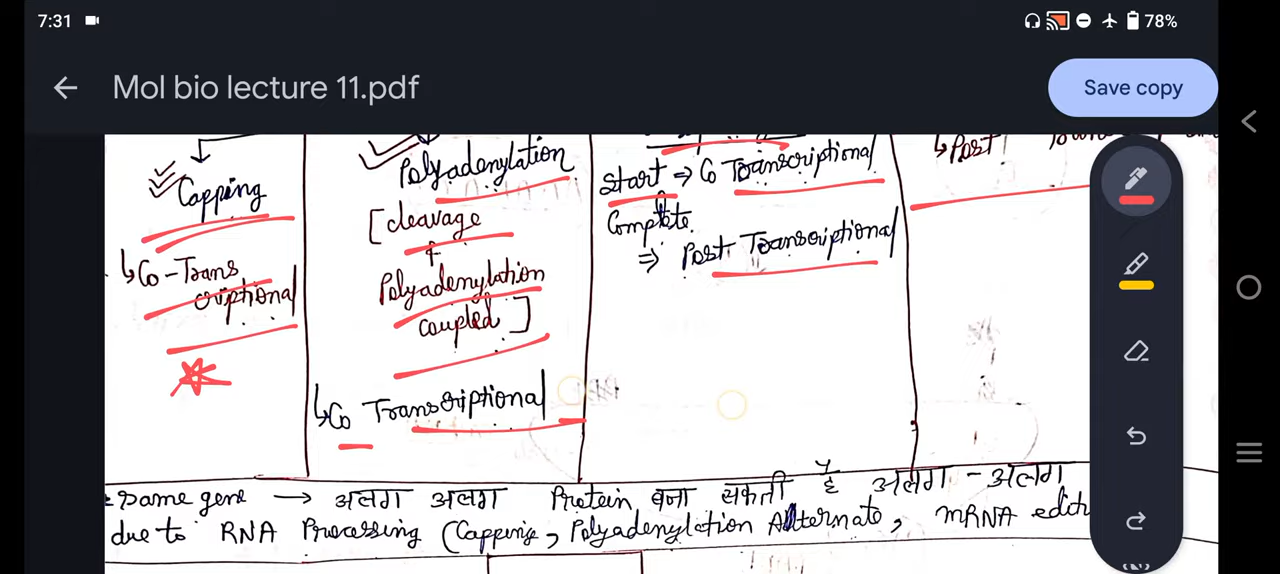 7:31
78%
Mol bio lecture 11.pdf
Save copy
Capping
↳ Co-Trans
criptional
Polyadenylation
[cleavage
+
Polyadenylation
coupled]
↳ Co Transcriptional
Start ⇒ Co Transcriptional
Complete
⇒ Post Transcriptional
↳ Post
Same gene → अलग अलग Protein बना सकती है अलग-अलग
due to RNA Processing (Capping, Polyadenylation Alternate, mRNA editi